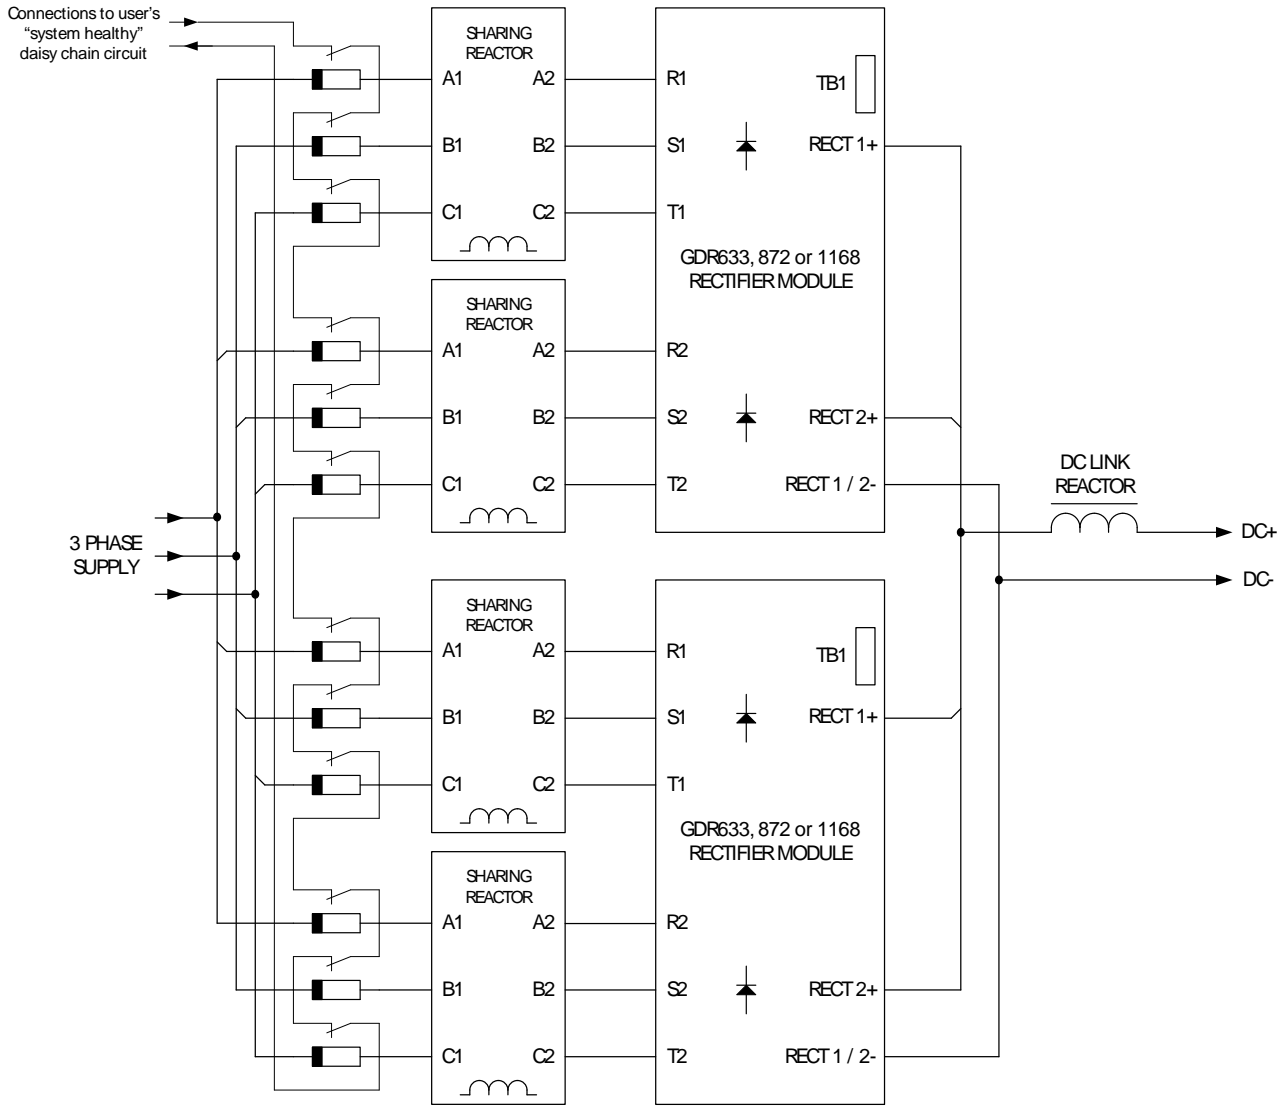 Connections to user's
"system healthy"
daisy chain circuit
SHARING
REACTOR
A1 A2
B1 B2
C1 C2
R1
TB1
S1 RECT 1+
T1
GDR633, 872 or 1168
RECTIFIER MODULE
SHARING
REACTOR
A1 A2
B1 B2
C1 C2
R2
S2 RECT 2+
T2 RECT 1 / 2-
3 PHASE
SUPPLY
DC LINK
REACTOR
DC+
DC-
SHARING
REACTOR
A1 A2
B1 B2
C1 C2
R1
TB1
S1 RECT 1+
T1
GDR633, 872 or 1168
RECTIFIER MODULE
SHARING
REACTOR
A1 A2
B1 B2
C1 C2
R2
S2 RECT 2+
T2 RECT 1 / 2-